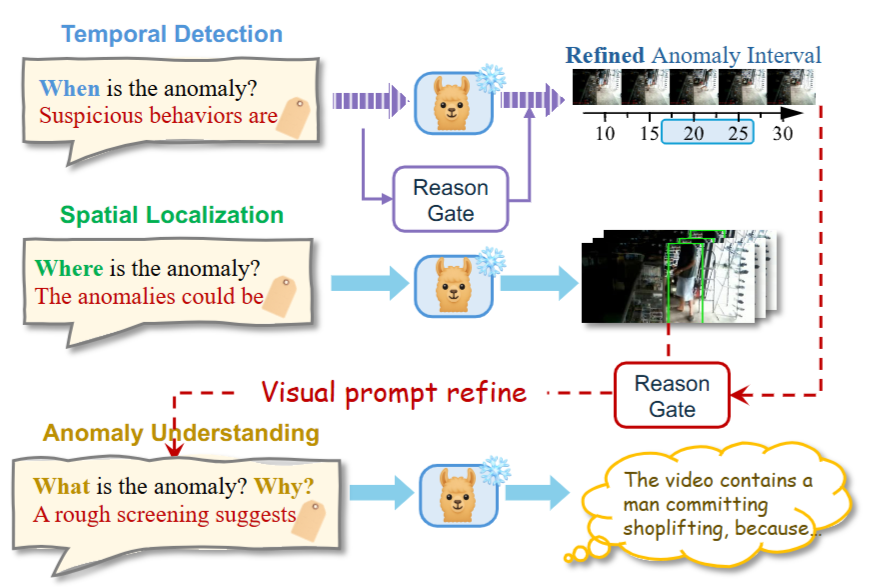 Temporal Detection
When is the anomaly?
Suspicious behaviors are
Reason
Gate
Refined Anomaly Interval
10 15 20 25 30
Spatial Localization
Where is the anomaly?
The anomalies could be
Visual prompt refine
Reason
Gate
Anomaly Understanding
What is the anomaly? Why?
A rough screening suggests
The video contains a
man committing
shoplifting, because...